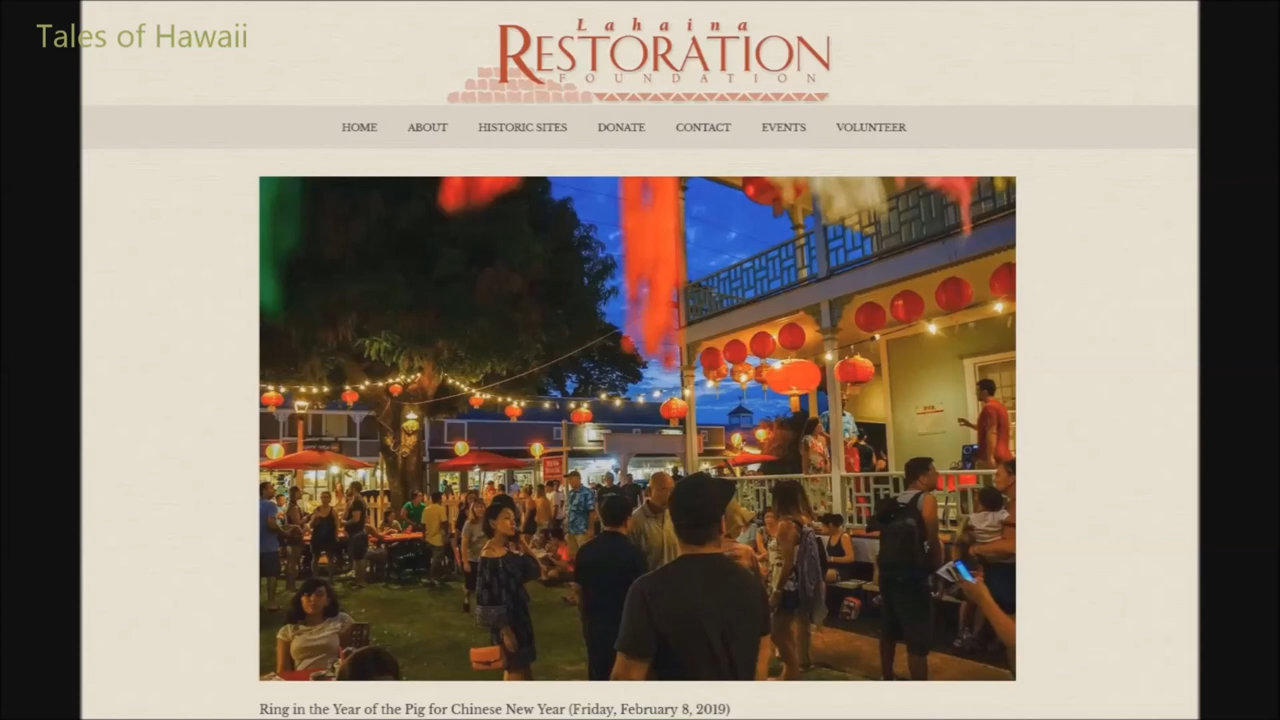 Tales of Hawaii
Lahaina
RESTORATION
FOUNDATION
HOME ABOUT HISTORIC SITES DONATE CONTACT EVENTS VOLUNTEER
Ring in the Year of the Pig for Chinese New Year (Friday, February 8, 2019)